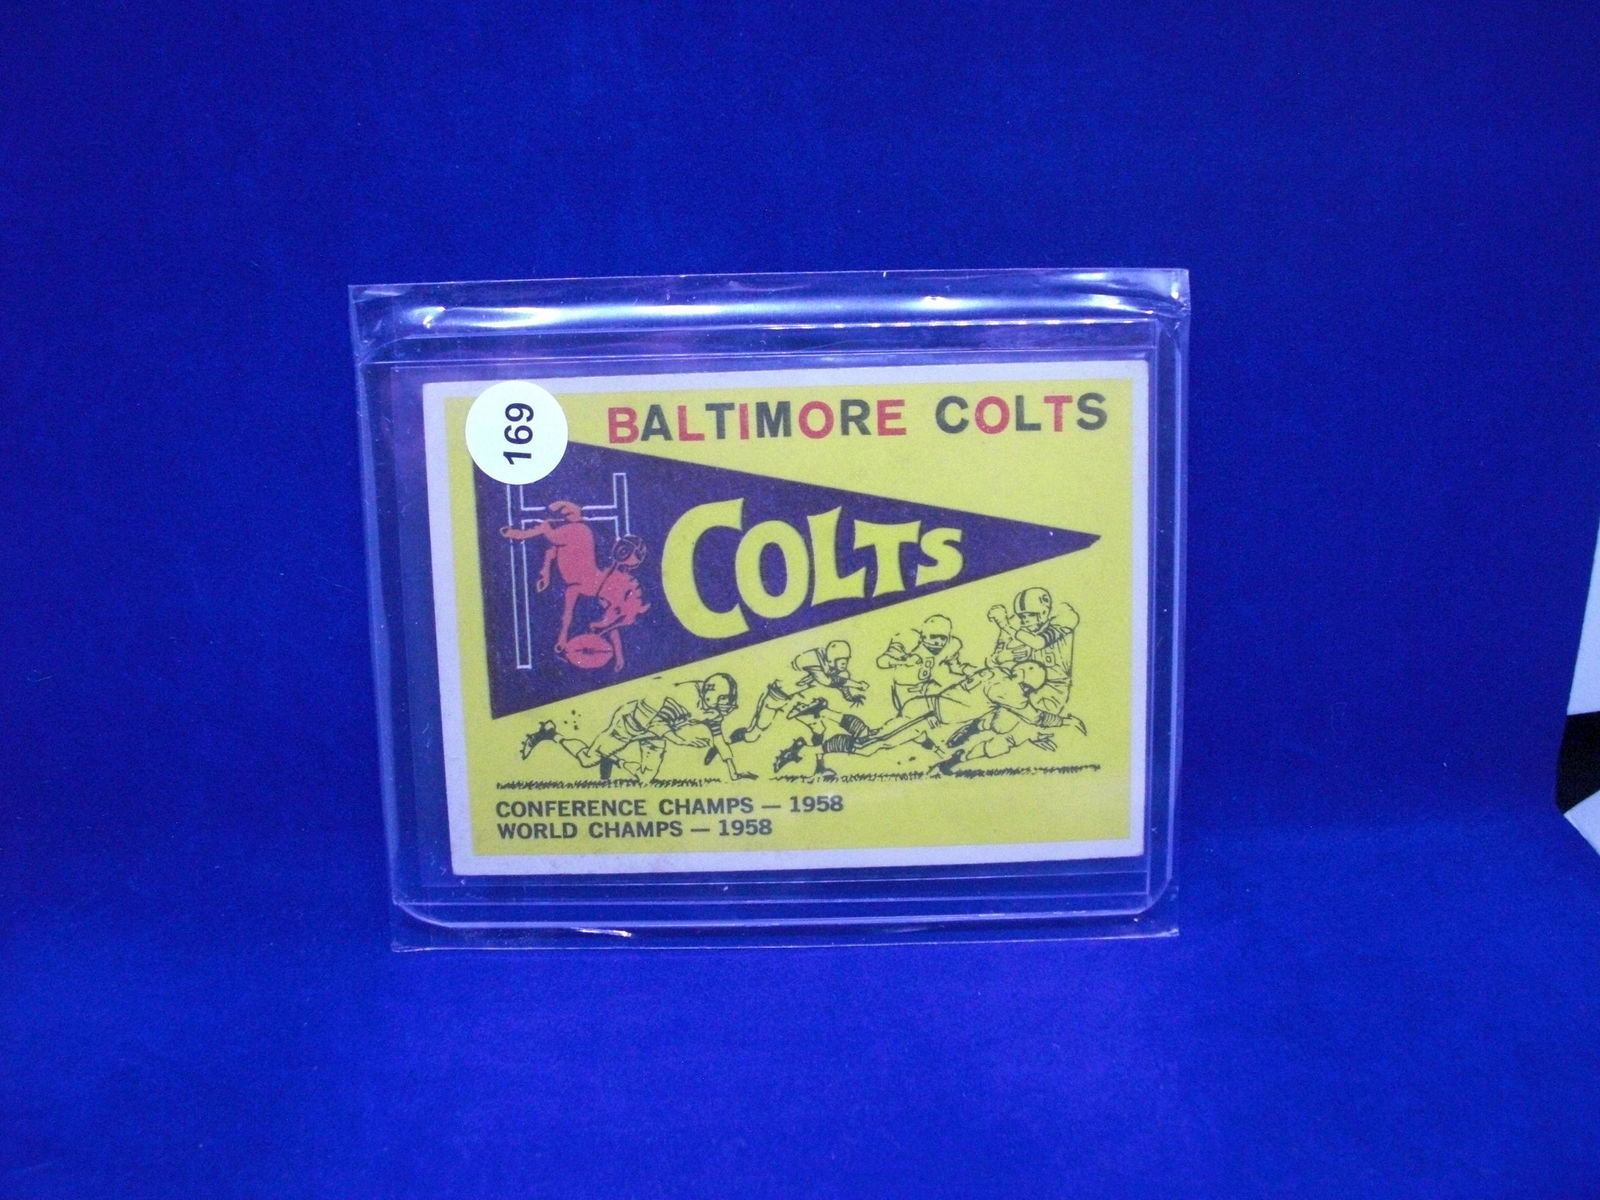 169
BALTIMORE COLTS
COLTS
CONFERENCE CHAMPS — 1958
WORLD CHAMPS — 1958